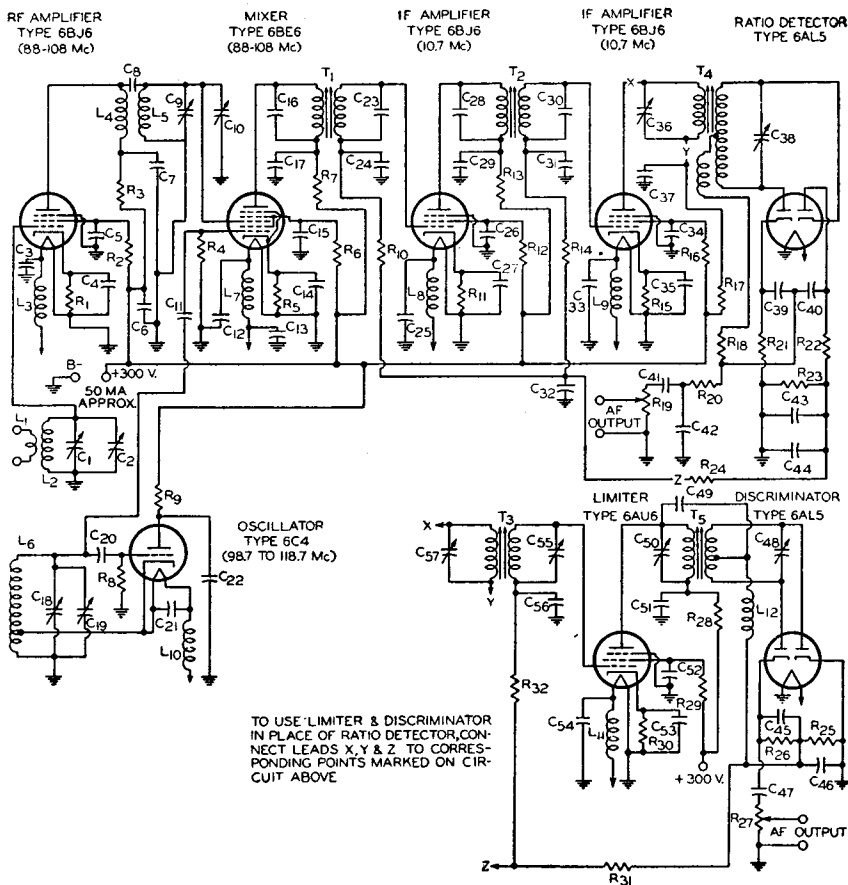 RF AMPLIFIER
TYPE 6BJ6
(88-108 Mc)
MIXER
TYPE 6BE6
(88-108 Mc)
IF AMPLIFIER
TYPE 6BJ6
(10.7 Mc)
IF AMPLIFIER
TYPE 6BJ6
(10.7 Mc)
RATIO DETECTOR
TYPE 6AL5
C8
L4
L5
C9
C10
C7
R3
C16
T1
C23
C17
R7
C24
C28
T2
C30
C29
R13
C31
X
C36
T4
Y
C37
C38
C3
L3
C5
R2
C4
R1
C6
C11
R4
C15
R6
L7
R5
C14
C12
C13
R10
C26
R12
L8
R11
C27
C25
R14
C34
R16
C33
L9
R15
C35
R17
R18
C39
C40
R21
R22
R23
C43
C44
B-
+300 V.
50 MA
APPROX.
C32
C41
R19
R20
AF
OUTPUT
C42
Z
R24
L1
L2
C1
C2
R9
OSCILLATOR
TYPE 6C4
(98.7 TO 118.7 Mc)
L6
C20
R8
C18
C19
C21
L10
C22
LIMITER
TYPE 6AU6
C49
DISCRIMINATOR
TYPE 6AL5
X
C57
T3
Y
C55
C56
C50
T5
C48
C51
R28
L12
R32
C52
R29
C54
L11
C53
R30
+300 V.
C45
R26
R25
C46
C47
R27
AF OUTPUT
Z
R31
TO USE LIMITER & DISCRIMINATOR
IN PLACE OF RATIO DETECTOR,CON-
NECT LEADS X,Y & Z TO CORRES-
PONDING POINTS MARKED ON CIR-
CUIT ABOVE